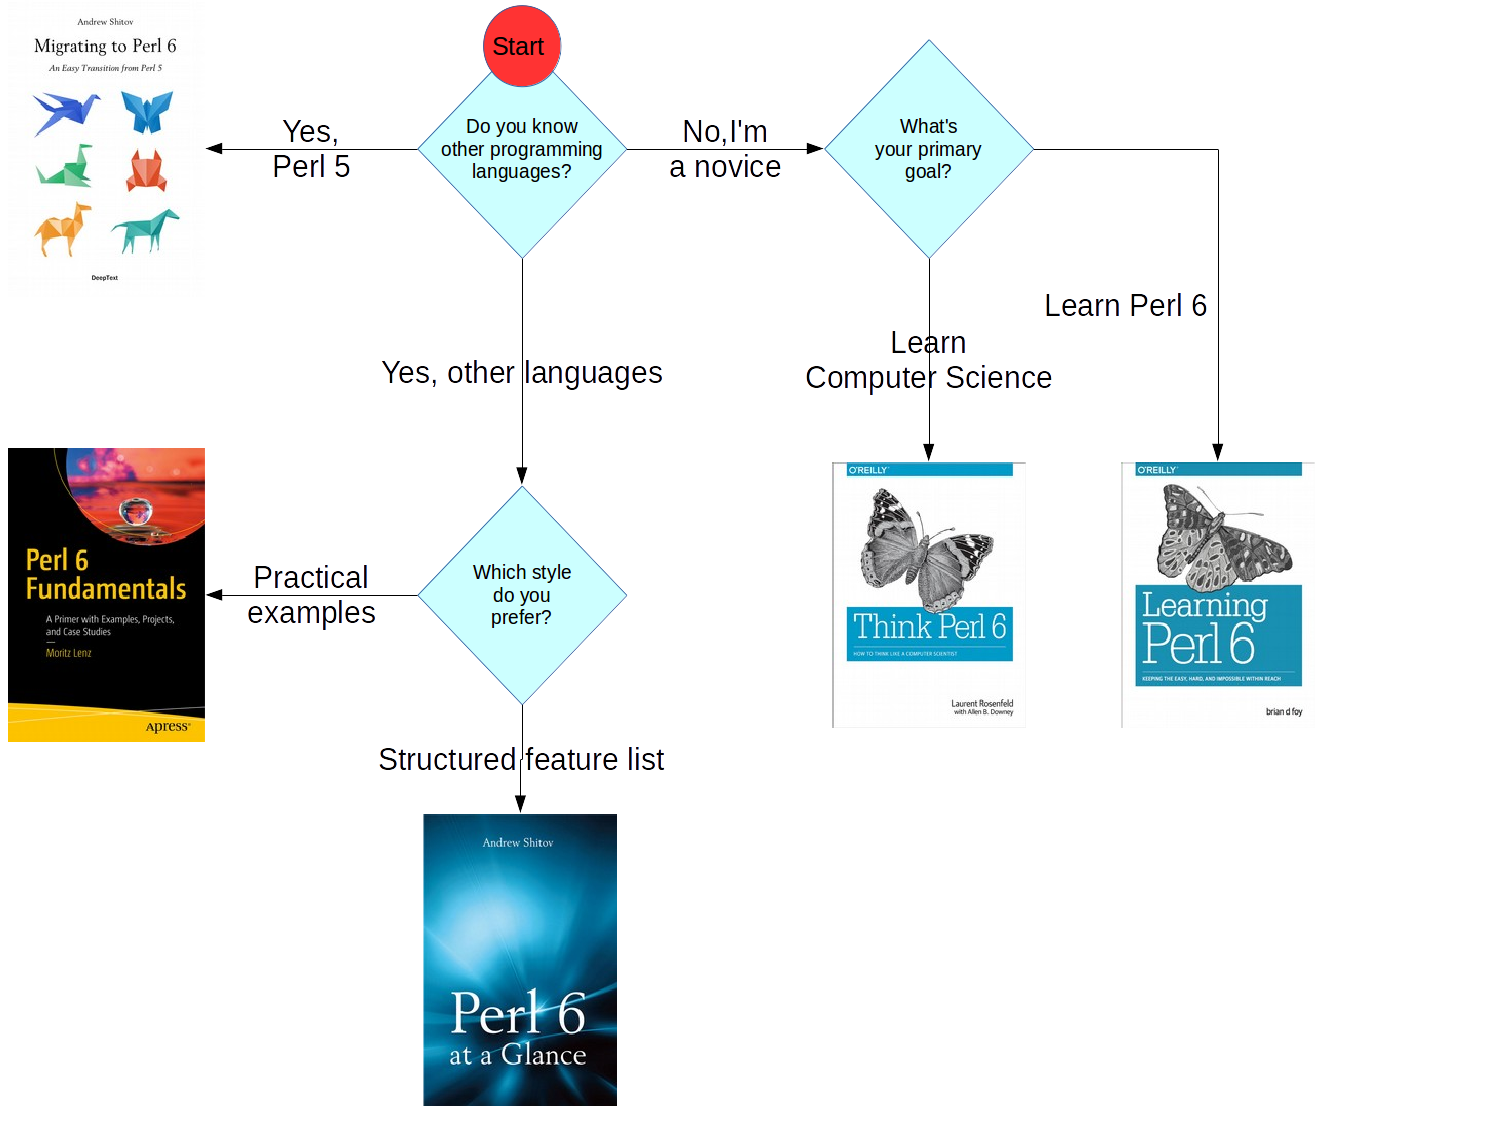 Andrew Shitov
Migrating to Perl 6
An Easy Transition from Perl 5
DeepText
Start
Do you know
other programming
languages?
Yes,
Perl 5
No,I'm
a novice
What's
your primary
goal?
Learn Perl 6
Learn
Computer Science
Yes, other languages
Perl 6
Fundamentals
A Primer with Examples, Projects,
and Case Studies
—
Moritz Lenz
Apress®
Practical
examples
Which style
do you
prefer?
O'REILLY®
Think Perl 6
HOW TO THINK LIKE A COMPUTER SCIENTIST
Laurent Rosenfeld
with Allen B. Downey
O'REILLY®
Learning
Perl 6
KEEPING THE EASY, HARD, AND IMPOSSIBLE WITHIN REACH
brian d foy
Structured feature list
Andrew Shitov
Perl 6
at a Glance